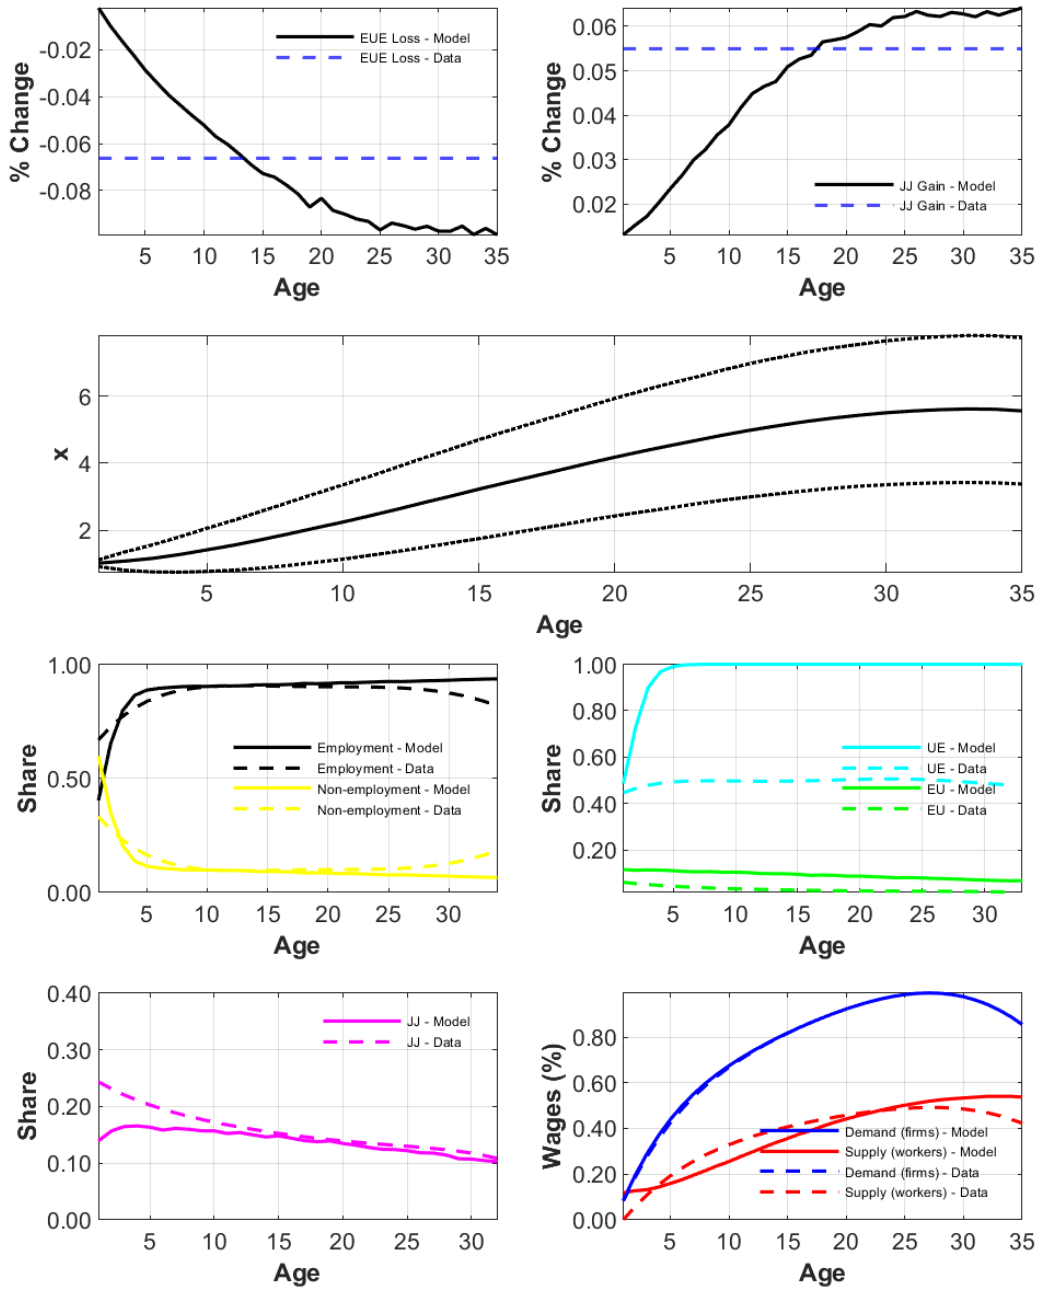 -0.02
-0.04
-0.06
-0.08
% Change
EUE Loss - Model
EUE Loss - Data
5 10 15 20 25 30 35
Age
0.06
0.05
0.04
0.03
0.02
% Change
JJ Gain - Model
JJ Gain - Data
5 10 15 20 25 30 35
Age
6
4
2
x
5 10 15 20 25 30 35
Age
1.00
0.50
0.00
Share
Employment - Model
Employment - Data
Non-employment - Model
Non-employment - Data
5 10 15 20 25 30
Age
1.00
0.80
0.60
0.40
0.20
Share
UE - Model
UE - Data
EU - Model
EU - Data
5 10 15 20 25 30
Age
0.40
0.30
0.20
0.10
0.00
Share
JJ - Model
JJ - Data
5 10 15 20 25 30
Age
0.80
0.60
0.40
0.20
0.00
Wages (%)
Demand (firms) - Model
Supply (workers) - Model
Demand (firms) - Data
Supply (workers) - Data
5 10 15 20 25 30 35
Age